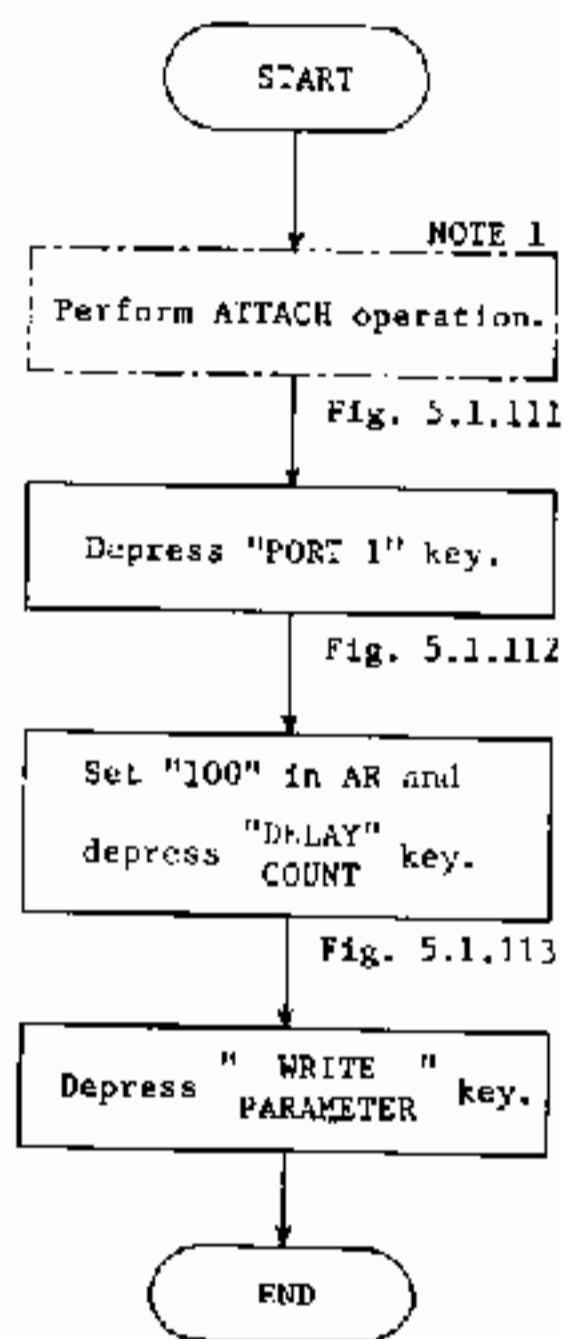 START
NOTE 1
Perform ATTACH operation.
Fig. 5.1.111
Depress "PORT 1" key.
Fig. 5.1.112
Set "100" in AR and
depress "DELAY COUNT" key.
Fig. 5.1.113
Depress " WRITE PARAMETER " key.
END